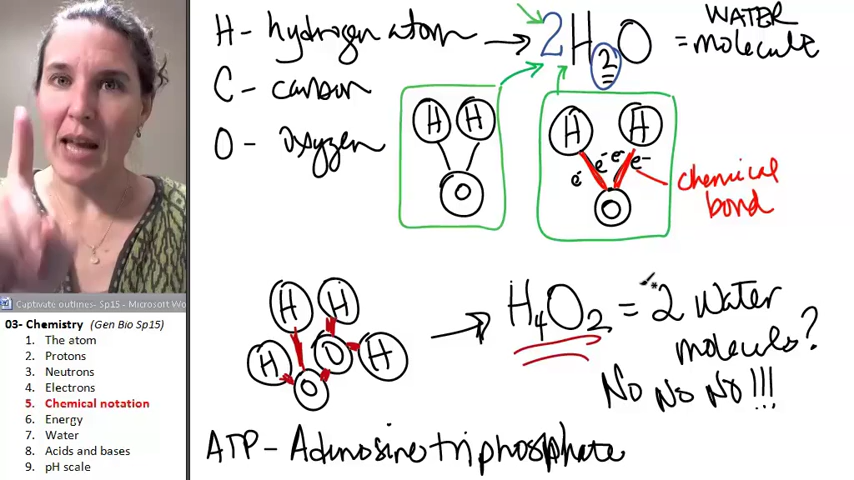 H - hydrogen atom → 2H2O = WATER molecule
C - carbon
O - oxygen
H H
O
H H
e- e- e- e-
O
chemical
bond
H H
H O H
O
→ H4O2 = 2 Water
molecules?
No No No!!!
ATP - Adinosine triphosphate
Captivate outlines- Sp15 - Microsoft Wo
03- Chemistry (Gen Bio Sp15)
1. The atom
2. Protons
3. Neutrons
4. Electrons
5. Chemical notation
6. Energy
7. Water
8. Acids and bases
9. pH scale